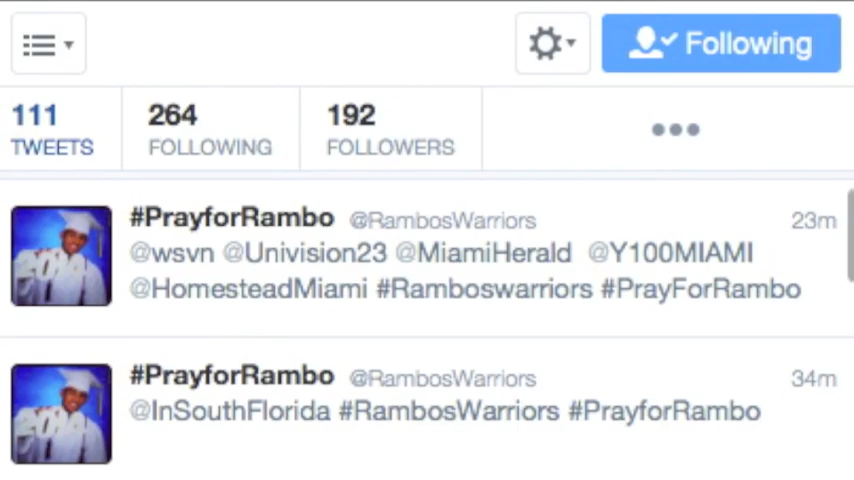 Following
111 264 192
TWEETS FOLLOWING FOLLOWERS
#PrayforRambo @RambosWarriors 23m
@wsvn @Univision23 @MiamiHerald @Y100MIAMI
@HomesteadMiami #Ramboswarriors #PrayForRambo
#PrayforRambo @RambosWarriors 34m
@InSouthFlorida #RambosWarriors #PrayforRambo